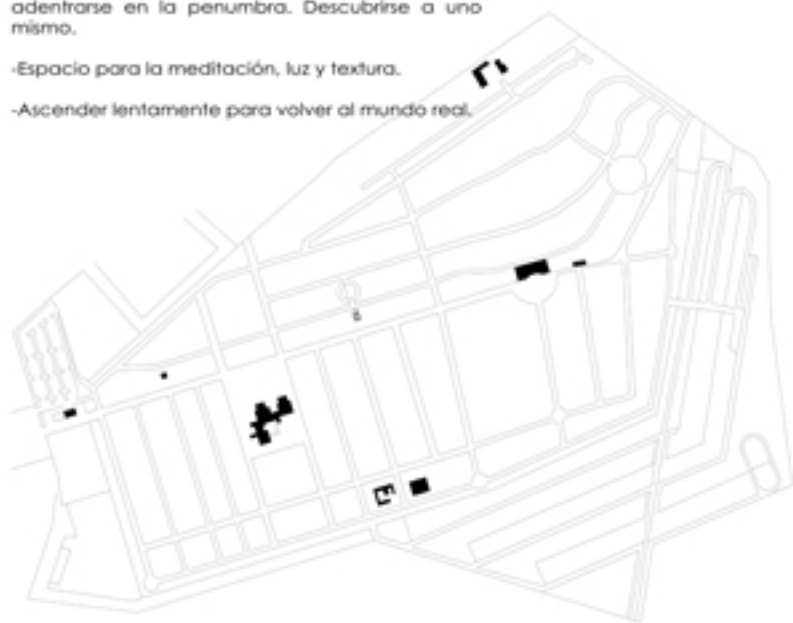 adentrarse en la penumbra. Descubrirse a uno
mismo.
-Espacio para la meditación, luz y textura.
-Ascender lentamente para volver al mundo real.